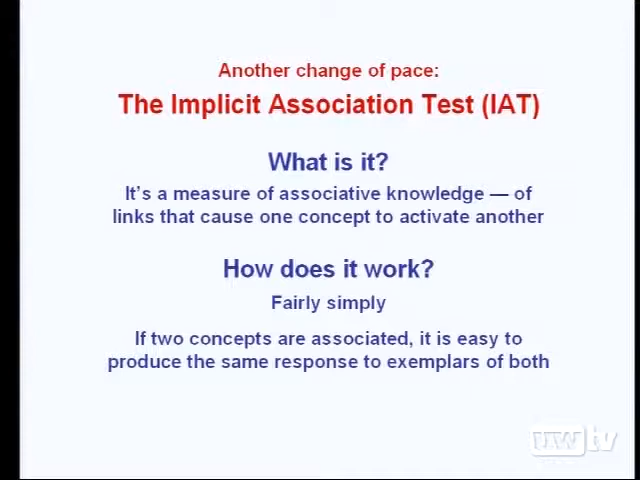 Another change of pace:
The Implicit Association Test (IAT)
What is it?
It's a measure of associative knowledge — of
links that cause one concept to activate another
How does it work?
Fairly simply
If two concepts are associated, it is easy to
produce the same response to exemplars of both
uwtv